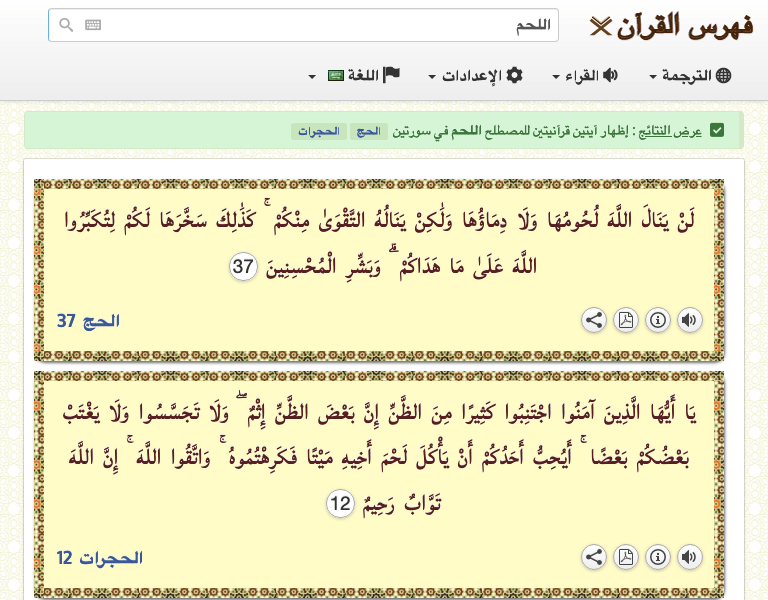 فهرس القرآن
اللحم
الترجمة القراء الإعدادات اللغة
عرض النتائج : إظهار آيتين قرآنيتين للمصطلح اللحم في سورتين الحج الحجرات
لَنْ يَنَالَ اللَّهَ لُحُومُهَا وَلَا دِمَاؤُهَا وَلَٰكِنْ يَنَالُهُ التَّقْوَىٰ مِنْكُمْ ۚ كَذَٰلِكَ سَخَّرَهَا لَكُمْ لِتُكَبِّرُوا
اللَّهَ عَلَىٰ مَا هَدَاكُمْ ۗ وَبَشِّرِ الْمُحْسِنِينَ 37
الحج 37
يَا أَيُّهَا الَّذِينَ آمَنُوا اجْتَنِبُوا كَثِيرًا مِنَ الظَّنِّ إِنَّ بَعْضَ الظَّنِّ إِثْمٌ ۖ وَلَا تَجَسَّسُوا وَلَا يَغْتَبْ
بَعْضُكُمْ بَعْضًا ۚ أَيُحِبُّ أَحَدُكُمْ أَنْ يَأْكُلَ لَحْمَ أَخِيهِ مَيْتًا فَكَرِهْتُمُوهُ ۚ وَاتَّقُوا اللَّهَ ۚ إِنَّ اللَّهَ
تَوَّابٌ رَحِيمٌ 12
الحجرات 12